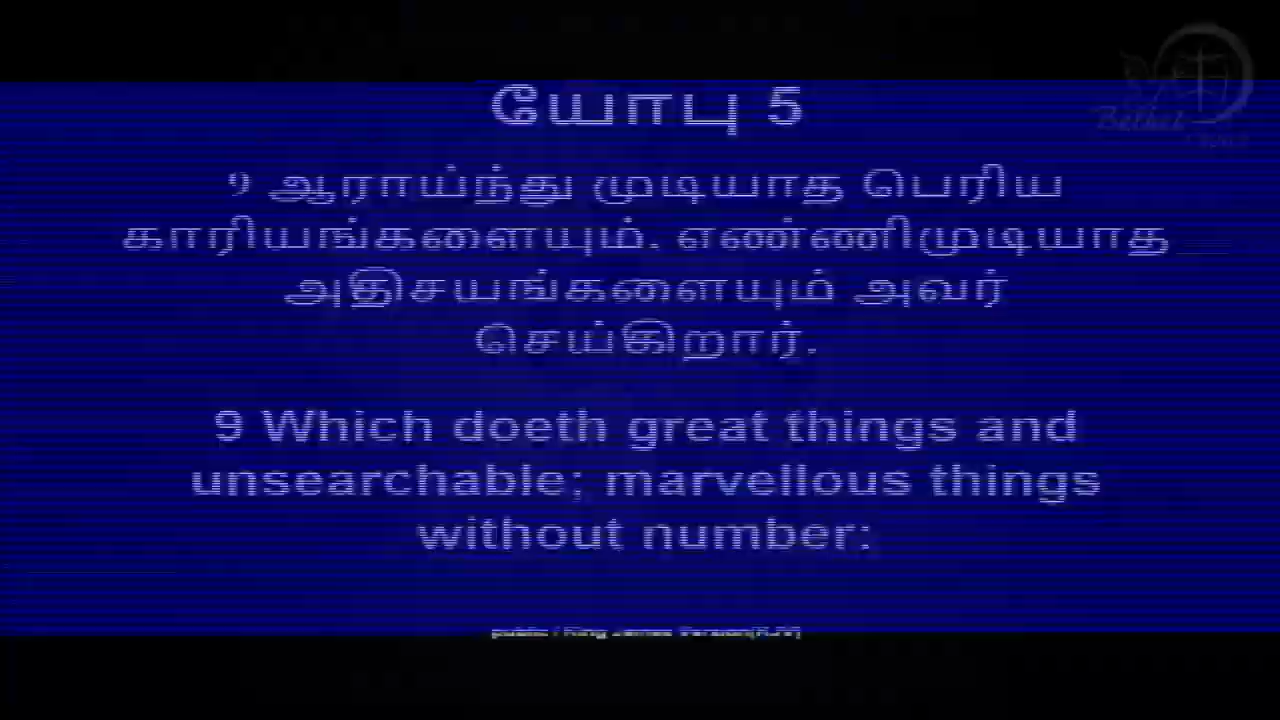 யோபு 5
9 ஆராய்ந்து முடியாத பெரிய
காரியங்களையும், எண்ணிமுடியாத
அதிசயங்களையும் அவர்
செய்கிறார்.
9 Which doeth great things and
unsearchable; marvellous things
without number:
Bethel